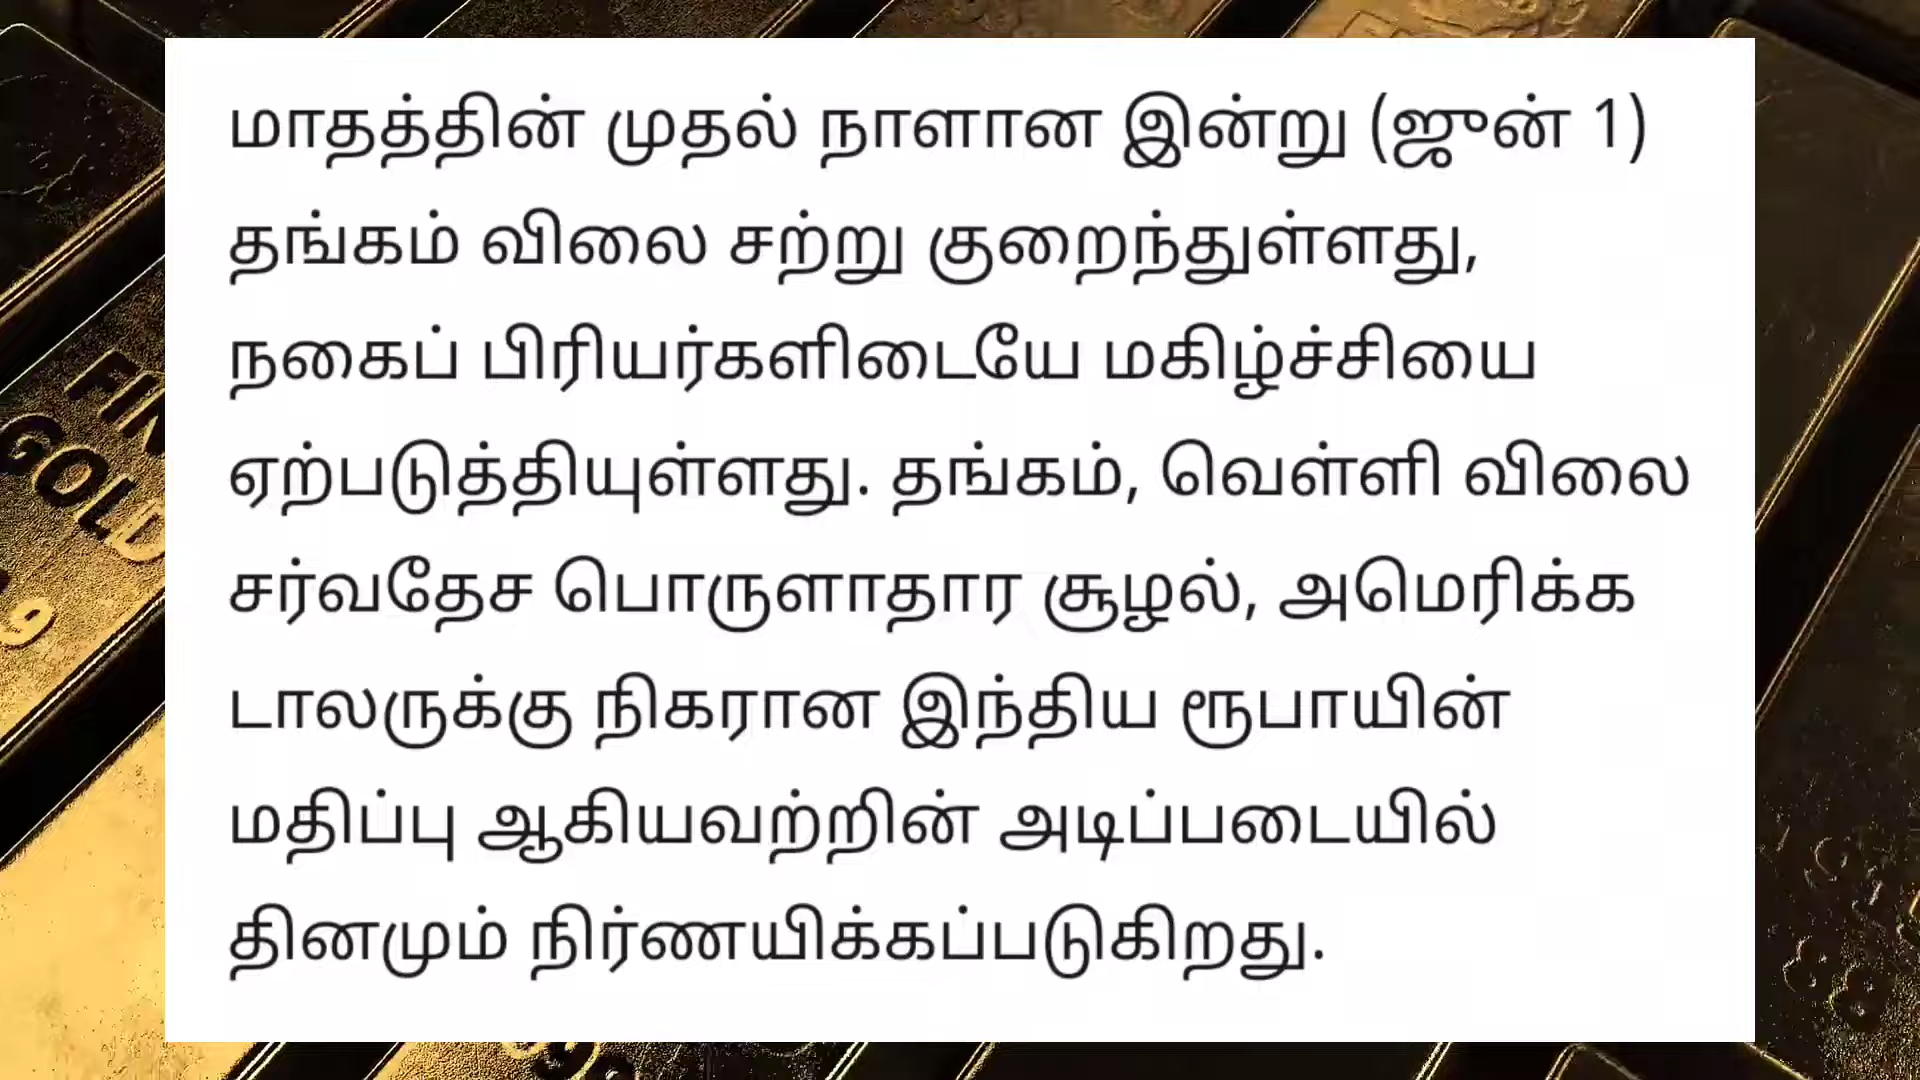 மாதத்தின் முதல் நாளான இன்று (ஜுன் 1)
தங்கம் விலை சற்று குறைந்துள்ளது,
நகைப் பிரியர்களிடையே மகிழ்ச்சியை
ஏற்படுத்தியுள்ளது. தங்கம், வெள்ளி விலை
சர்வதேச பொருளாதார சூழல், அமெரிக்க
டாலருக்கு நிகரான இந்திய ரூபாயின்
மதிப்பு ஆகியவற்றின் அடிப்படையில்
தினமும் நிர்ணயிக்கப்படுகிறது.
GOLD